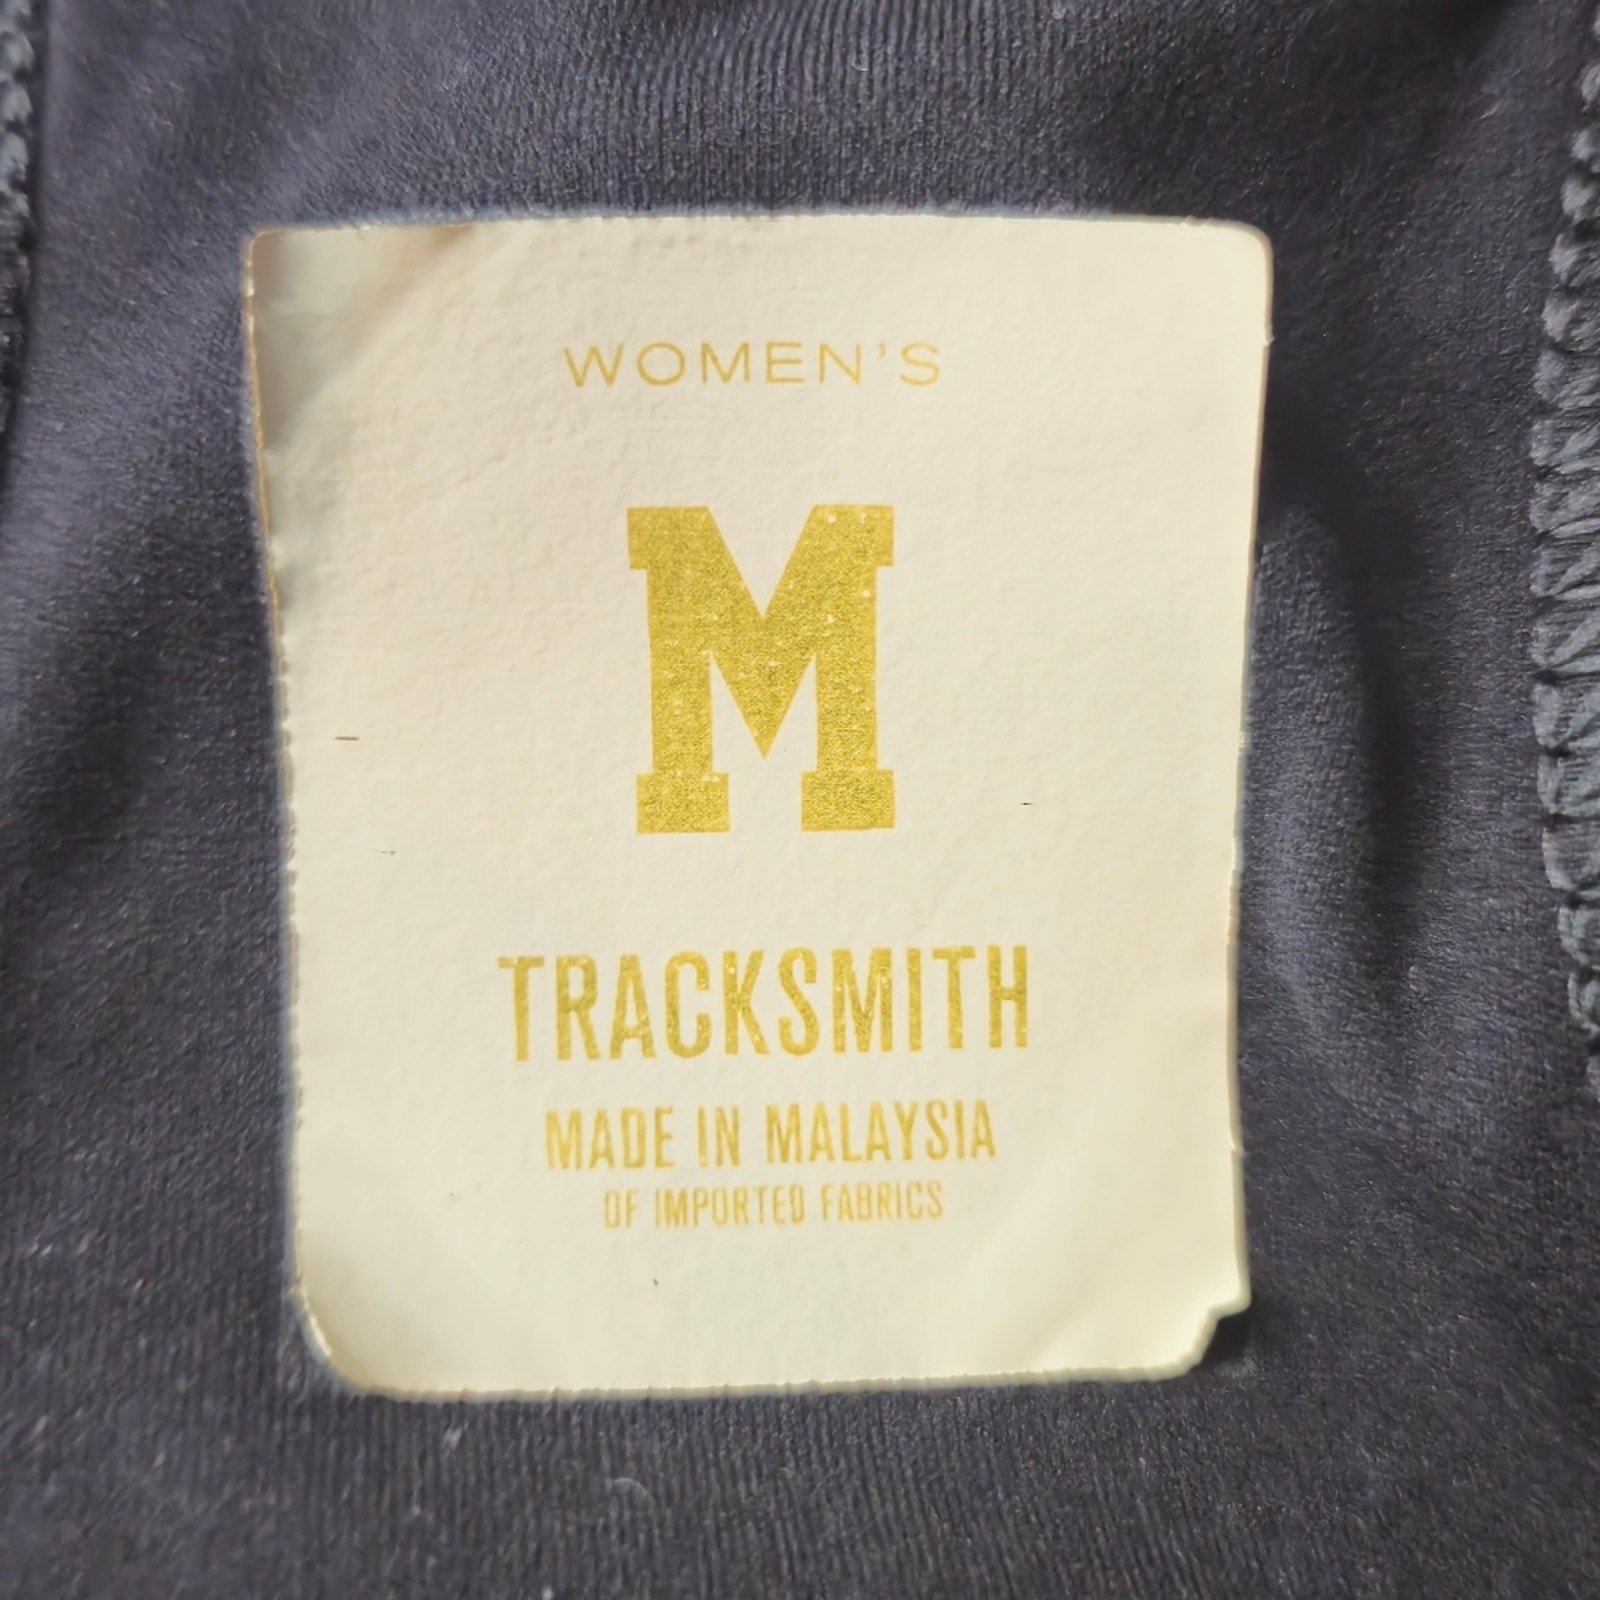 WOMEN'S
M
TRACKSMITH
MADE IN MALAYSIA
OF IMPORTED FABRICS